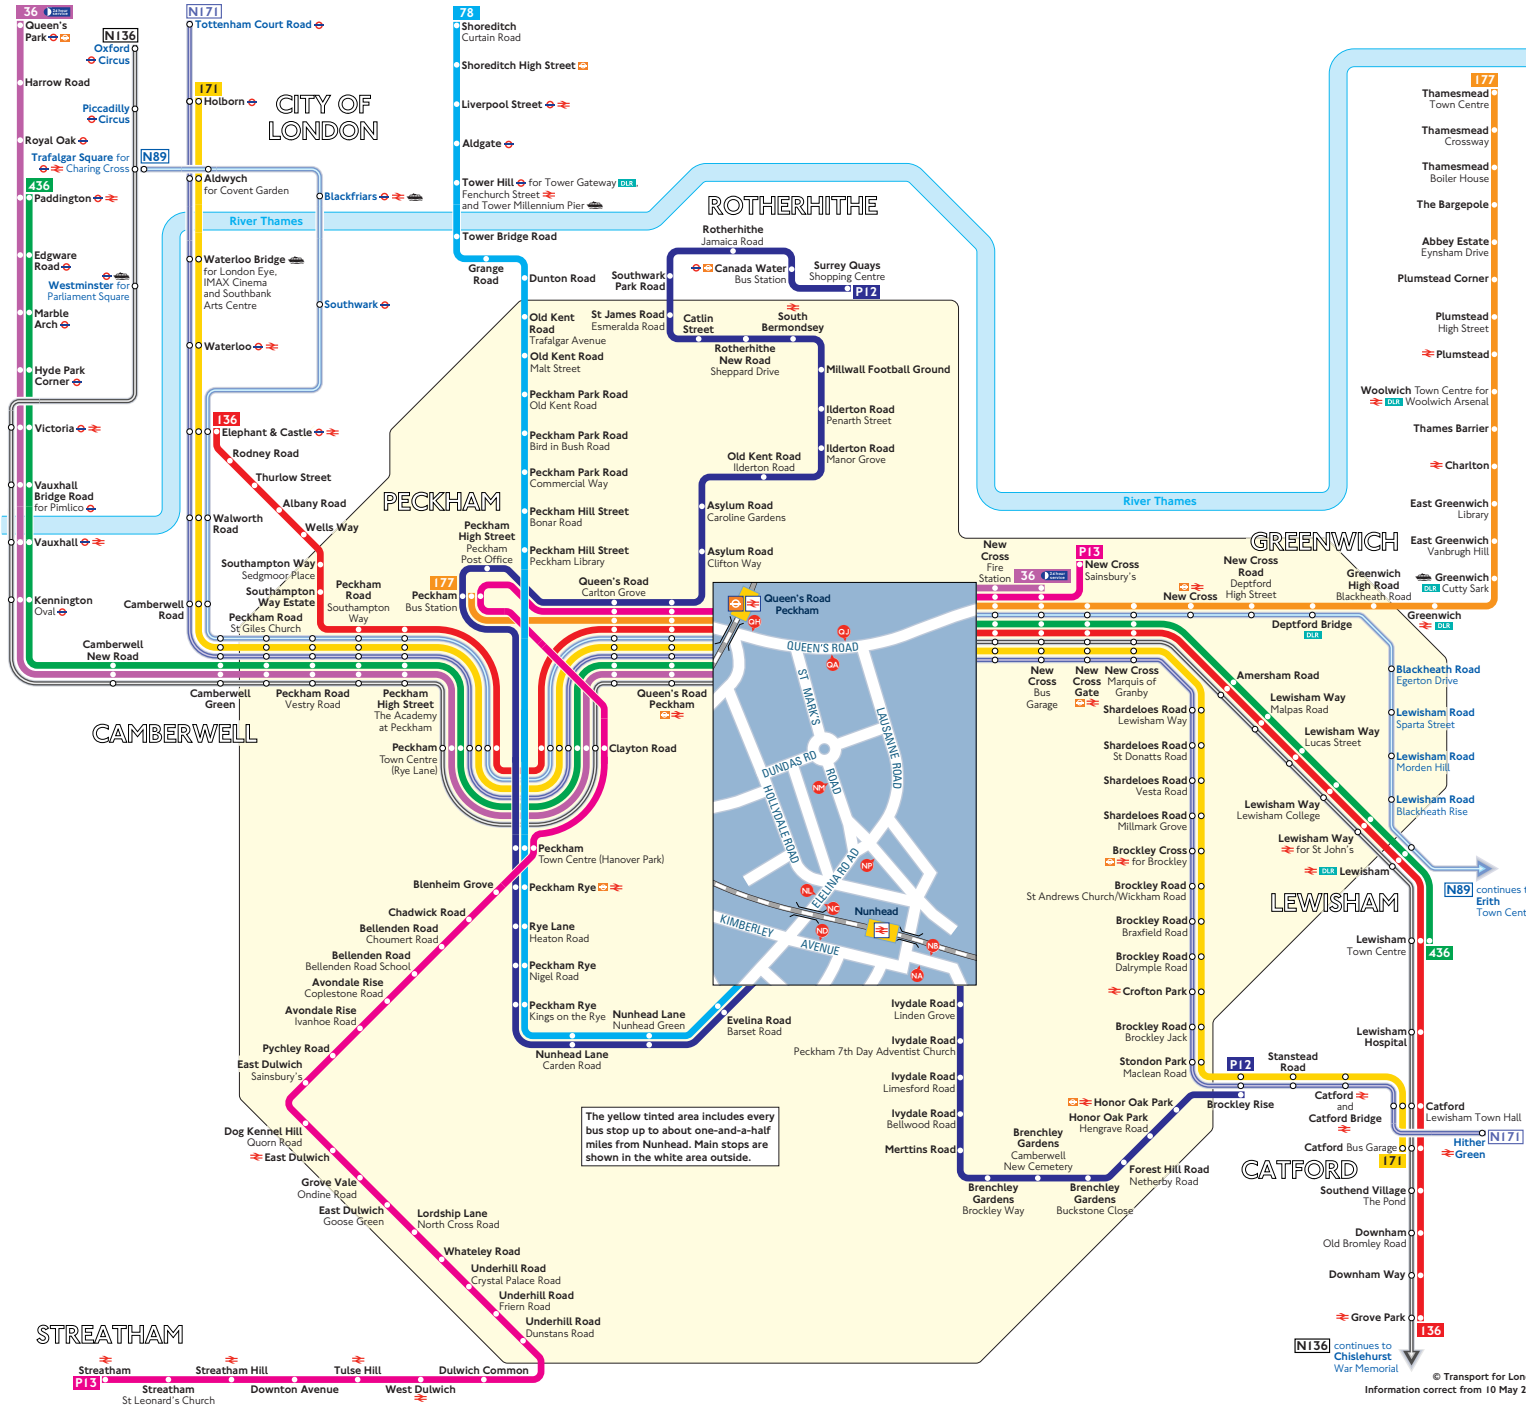 36
24 hour service
Queen's
Park
Harrow Road
Royal Oak
436
Paddington
Edgware
Road
Marble
Arch
Hyde Park
Corner
Victoria
Vauxhall
Bridge Road
for Pimlico
Vauxhall
Kennington
Oval
Camberwell
New Road
N136
Oxford
Circus
Piccadilly
Circus
Trafalgar Square for
Charing Cross
N89
Westminster for
Parliament Square
N171
Tottenham Court Road
171
Holborn
CITY OF
LONDON
Aldwych
for Covent Garden
Blackfriars
River Thames
Waterloo Bridge
for London Eye,
IMAX Cinema
and Southbank
Arts Centre
Southwark
Waterloo
136
Elephant & Castle
Rodney Road
Thurlow Street
Albany Road
Wells Way
Walworth
Road
Southampton Way
Sedgmoor Place
Southampton
Way Estate
Camberwell
Road
Peckham Road
St Giles Church
Peckham
Road
Southampton
Way
Camberwell
Green
Peckham Road
Vestry Road
Peckham
High Street
The Academy
at Peckham
Peckham
Town Centre
(Rye Lane)
CAMBERWELL
PECKHAM
78
Shoreditch
Curtain Road
Shoreditch High Street
Liverpool Street
Aldgate
Tower Hill for Tower Gateway DLR,
Fenchurch Street
and Tower Millennium Pier
Tower Bridge Road
Grange
Road
Dunton Road
Old Kent
Road
Trafalgar Avenue
Old Kent Road
Malt Street
Peckham Park Road
Old Kent Road
Peckham Park Road
Bird in Bush Road
Peckham Park Road
Commercial Way
Peckham Hill Street
Bonar Road
Peckham Hill Street
Peckham Library
Peckham
High Street
Peckham
Post Office
177
Peckham
Bus Station
ROTHERHITHE
Rotherhithe
Jamaica Road
Southwark
Park Road
Canada Water
Bus Station
Surrey Quays
Shopping Centre
P12
St James Road
Esmeralda Road
Catlin
Street
South
Bermondsey
Rotherhithe
New Road
Sheppard Drive
Millwall Football Ground
Ilderton Road
Penarth Street
Ilderton Road
Manor Grove
Old Kent Road
Ilderton Road
Asylum Road
Caroline Gardens
Asylum Road
Clifton Way
Queen's Road
Carlton Grove
Queen's Road
Peckham
Clayton Road
Queen's Road
Peckham
QH
QJ
QA
QUEEN'S ROAD
ST MARK'S
ROAD
LAUSANNE ROAD
DUNDAS RD
HOLLYDALE ROAD
NM
NP
NL
EVELINA ROAD
NC
ND
Nunhead
NB
NA
KIMBERLEY
AVENUE
River Thames
177
Thamesmead
Town Centre
Thamesmead
Crossway
Thamesmead
Boiler House
The Bargepole
Abbey Estate
Eynsham Drive
Plumstead Corner
Plumstead
High Street
Plumstead
Woolwich Town Centre for
DLR Woolwich Arsenal
Thames Barrier
Charlton
East Greenwich
Library
East Greenwich
Vanbrugh Hill
Greenwich
DLR Cutty Sark
Greenwich
DLR
GREENWICH
New
Cross
Fire
Station
36
24 hour service
P13
New Cross
Sainsbury's
New Cross
New Cross
Road
Deptford
High Street
Greenwich
High Road
Blackheath Road
Deptford Bridge
DLR
New
Cross
Bus
Garage
New
Cross
Gate
New Cross
Marquis of
Granby
Amersham Road
Lewisham Way
Malpas Road
Lewisham Way
Lucas Street
Lewisham Way
Lewisham College
Lewisham Way
for St John's
DLR Lewisham
LEWISHAM
Blackheath Road
Egerton Drive
Lewisham Road
Sparta Street
Lewisham Road
Morden Hill
Lewisham Road
Blackheath Rise
N89 continues t
Erith
Town Cent
Lewisham
Town Centre
436
Lewisham
Hospital
Shardeloes Road
Lewisham Way
Shardeloes Road
St Donatts Road
Shardeloes Road
Vesta Road
Shardeloes Road
Millmark Grove
Brockley Cross
for Brockley
Brockley Road
St Andrews Church/Wickham Road
Brockley Road
Braxfield Road
Brockley Road
Dalrymple Road
Crofton Park
Brockley Road
Brockley Jack
Stondon Park
Maclean Road
P12
Brockley Rise
Stanstead
Road
Catford
and
Catford Bridge
Catford
Lewisham Town Hall
Hither
Green
N171
Catford Bus Garage
171
CATFORD
Southend Village
The Pond
Downham
Old Bromley Road
Downham Way
Grove Park
136
N136 continues to
Chislehurst
War Memorial
Peckham
Town Centre (Hanover Park)
Peckham Rye
Rye Lane
Heaton Road
Peckham Rye
Nigel Road
Peckham Rye
Kings on the Rye
Nunhead Lane
Nunhead Green
Nunhead Lane
Carden Road
Evelina Road
Barset Road
Ivydale Road
Linden Grove
Ivydale Road
Peckham 7th Day Adventist Church
Ivydale Road
Limesford Road
Ivydale Road
Bellwood Road
Merttins Road
Brenchley
Gardens
Brockley Way
Brenchley
Gardens
Camberwell
New Cemetery
Brenchley
Gardens
Buckstone Close
Forest Hill Road
Netherby Road
Honor Oak Park
Hengrave Road
Honor Oak Park
Blenheim Grove
Chadwick Road
Bellenden Road
Choumert Road
Bellenden Road
Bellenden Road School
Avondale Rise
Coplestone Road
Avondale Rise
Ivanhoe Road
Pychley Road
East Dulwich
Sainsbury's
Dog Kennel Hill
Quorn Road
East Dulwich
Grove Vale
Ondine Road
East Dulwich
Goose Green
Lordship Lane
North Cross Road
Whateley Road
Underhill Road
Crystal Palace Road
Underhill Road
Friern Road
Underhill Road
Dunstans Road
STREATHAM
Streatham
P13
Streatham
St Leonard's Church
Streatham Hill
Downton Avenue
Tulse Hill
West Dulwich
Dulwich Common
The yellow tinted area includes every
bus stop up to about one-and-a-half
miles from Nunhead. Main stops are
shown in the white area outside.
© Transport for Lon
Information correct from 10 May 2